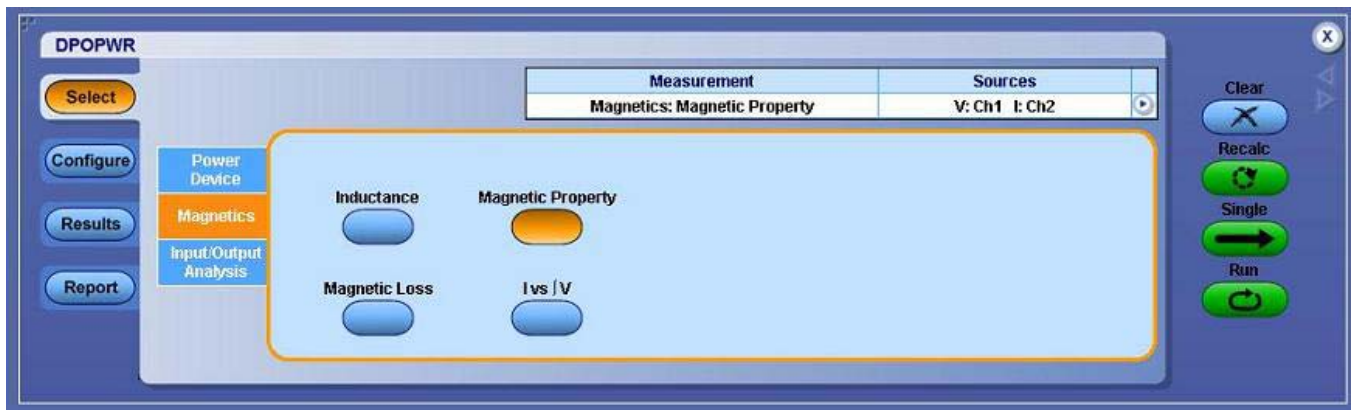 DPOPWR
Select
Configure
Results
Report
Measurement Sources
Magnetics: Magnetic Property V: Ch1 I: Ch2
Power
Device
Magnetics
Input/Output
Analysis
Inductance Magnetic Property
Magnetic Loss I vs ∫ V
X
Clear
Recalc
Single
Run